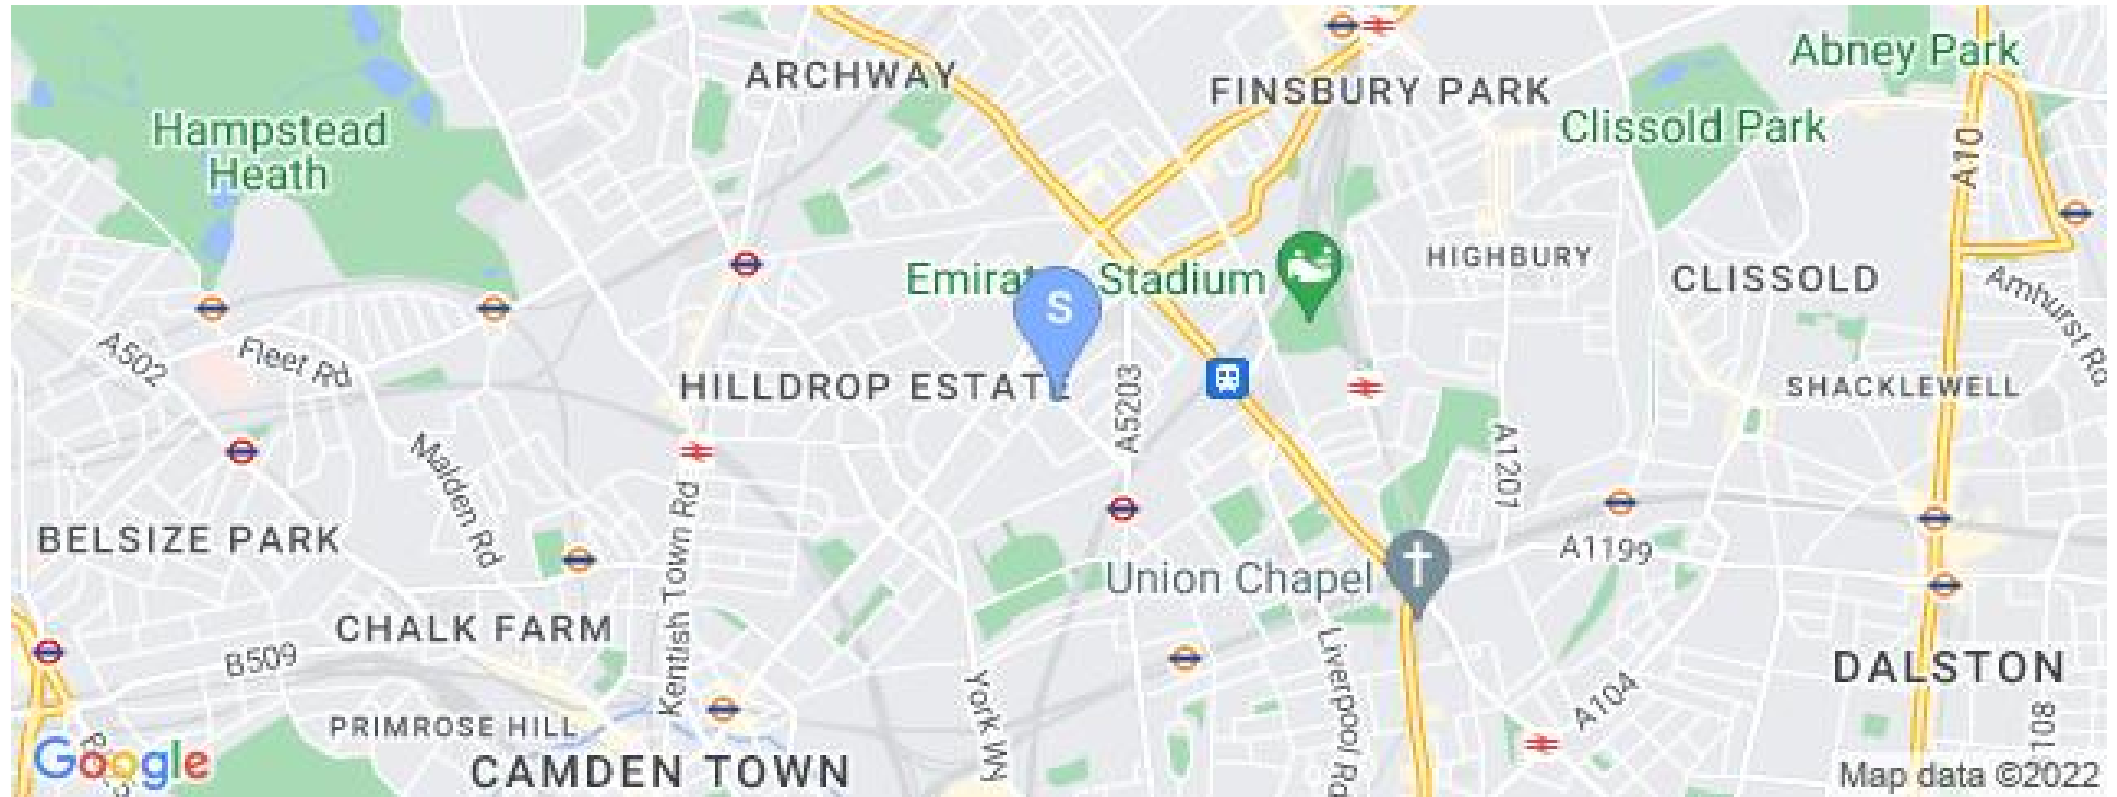 ARCHWAY
FINSBURY PARK
Abney Park
Clissold Park
Hampstead
Heath
A10
HIGHBURY
CLISSOLD
Stadium
S
Amhurst Rd
A502
Fleet Rd
HILLDROP ESTATE
A5203
SHACKLEWELL
Malden Rd
A1201
BELSIZE PARK
A1199
Union Chapel
CHALK FARM
Kentish Town Rd
B509
Liverpool Rd
DALSTON
York Wy
A104
PRIMROSE HILL
CAMDEN TOWN
Google
Map data ©2022